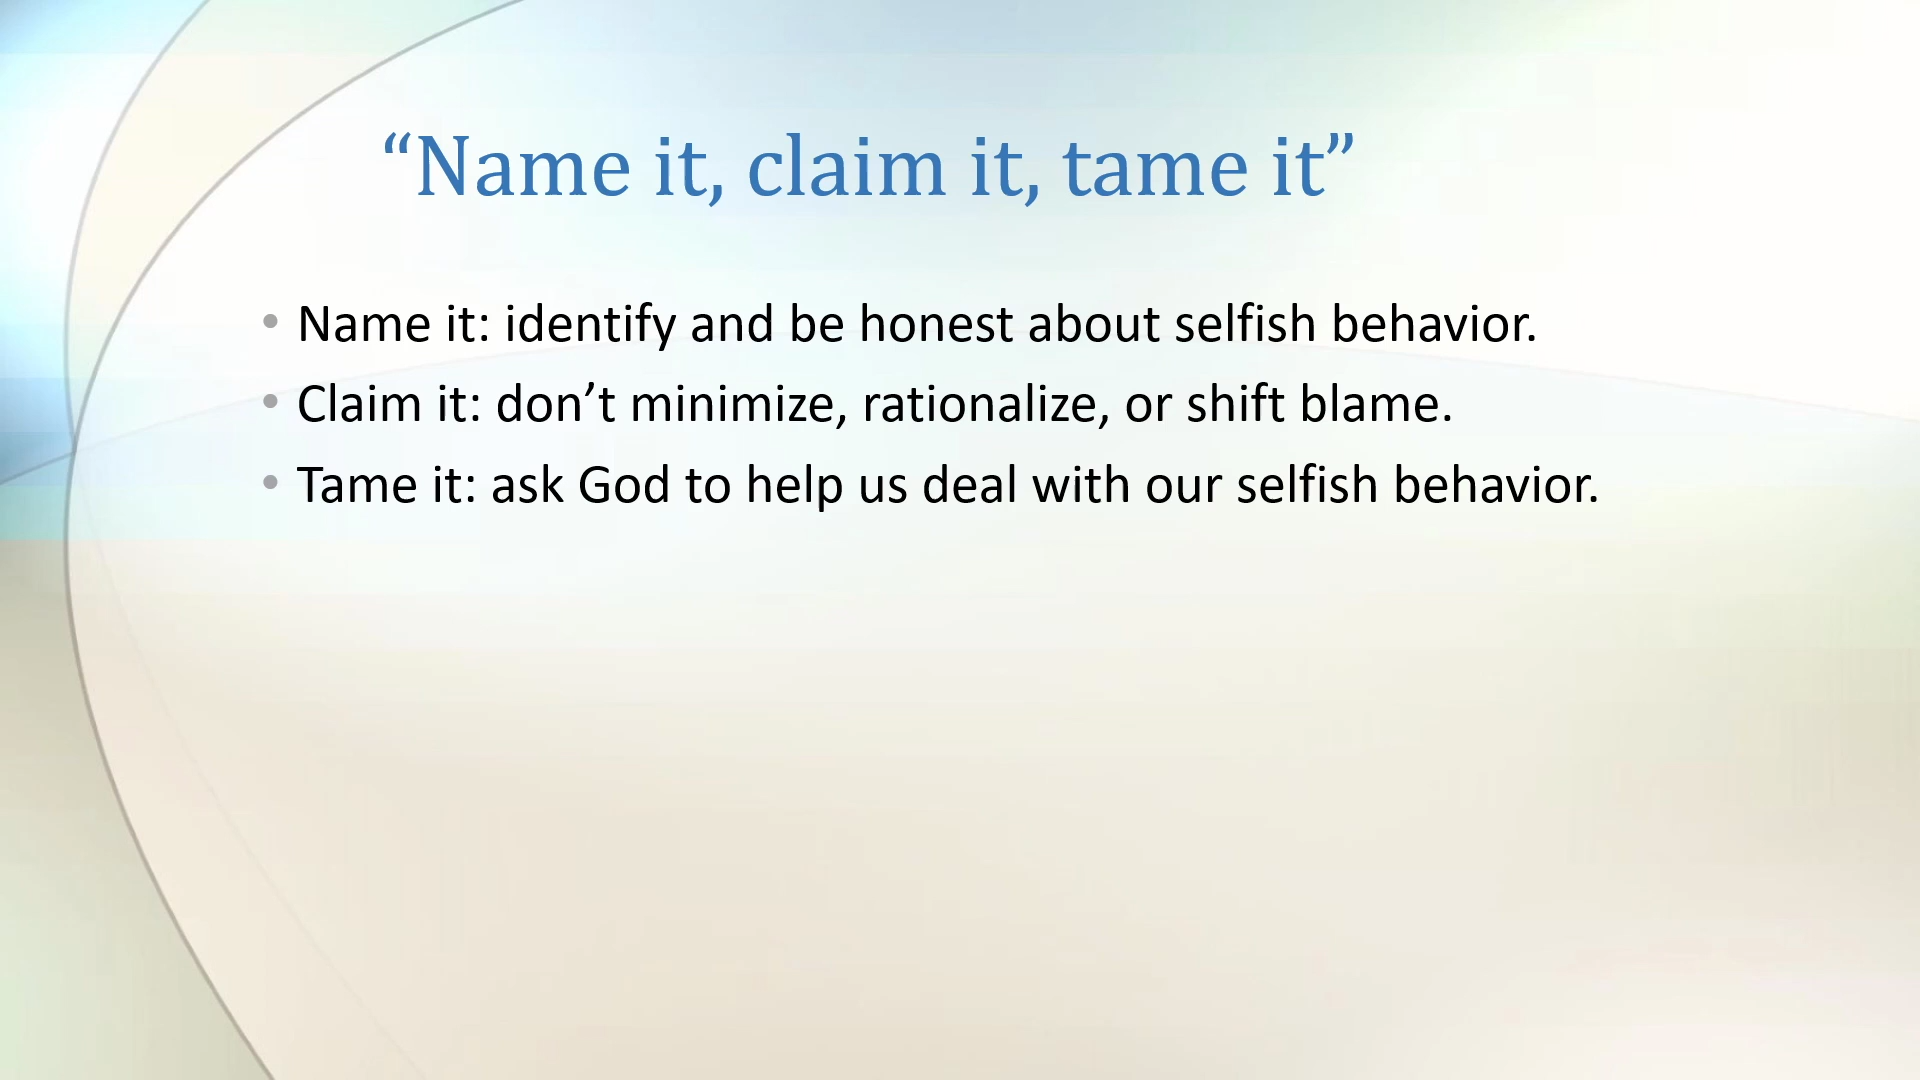 “Name it, claim it, tame it”
• Name it: identify and be honest about selfish behavior.
• Claim it: don’t minimize, rationalize, or shift blame.
• Tame it: ask God to help us deal with our selfish behavior.